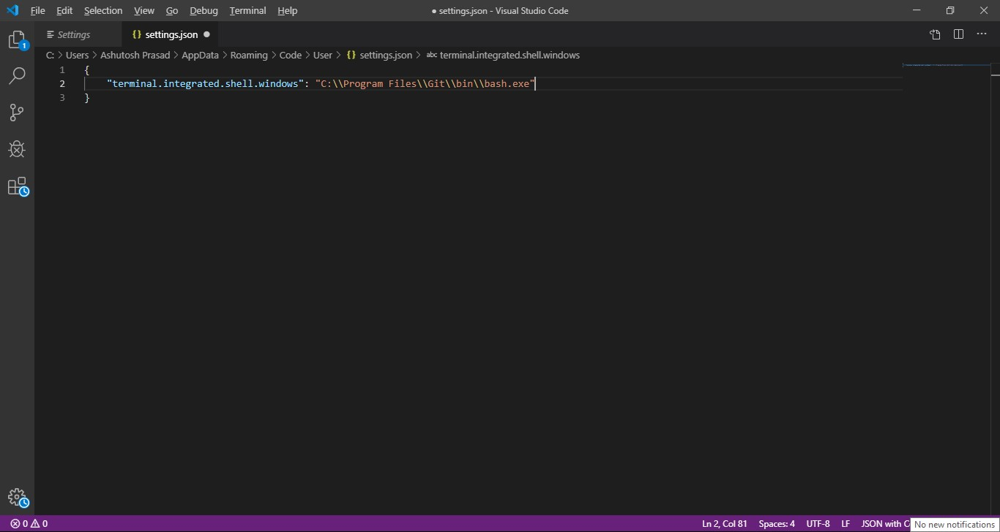 File Edit Selection View Go Debug Terminal Help ● settings.json - Visual Studio Code
Settings {} settings.json ●
C: > Users > Ashutosh Prasad > AppData > Roaming > Code > User > {} settings.json > abc terminal.integrated.shell.windows
1 {
2 "terminal.integrated.shell.windows": "C:\\Program Files\\Git\\bin\\bash.exe"
3 }
1
0 0 Ln 2, Col 81 Spaces: 4 UTF-8 LF JSON with C
No new notifications